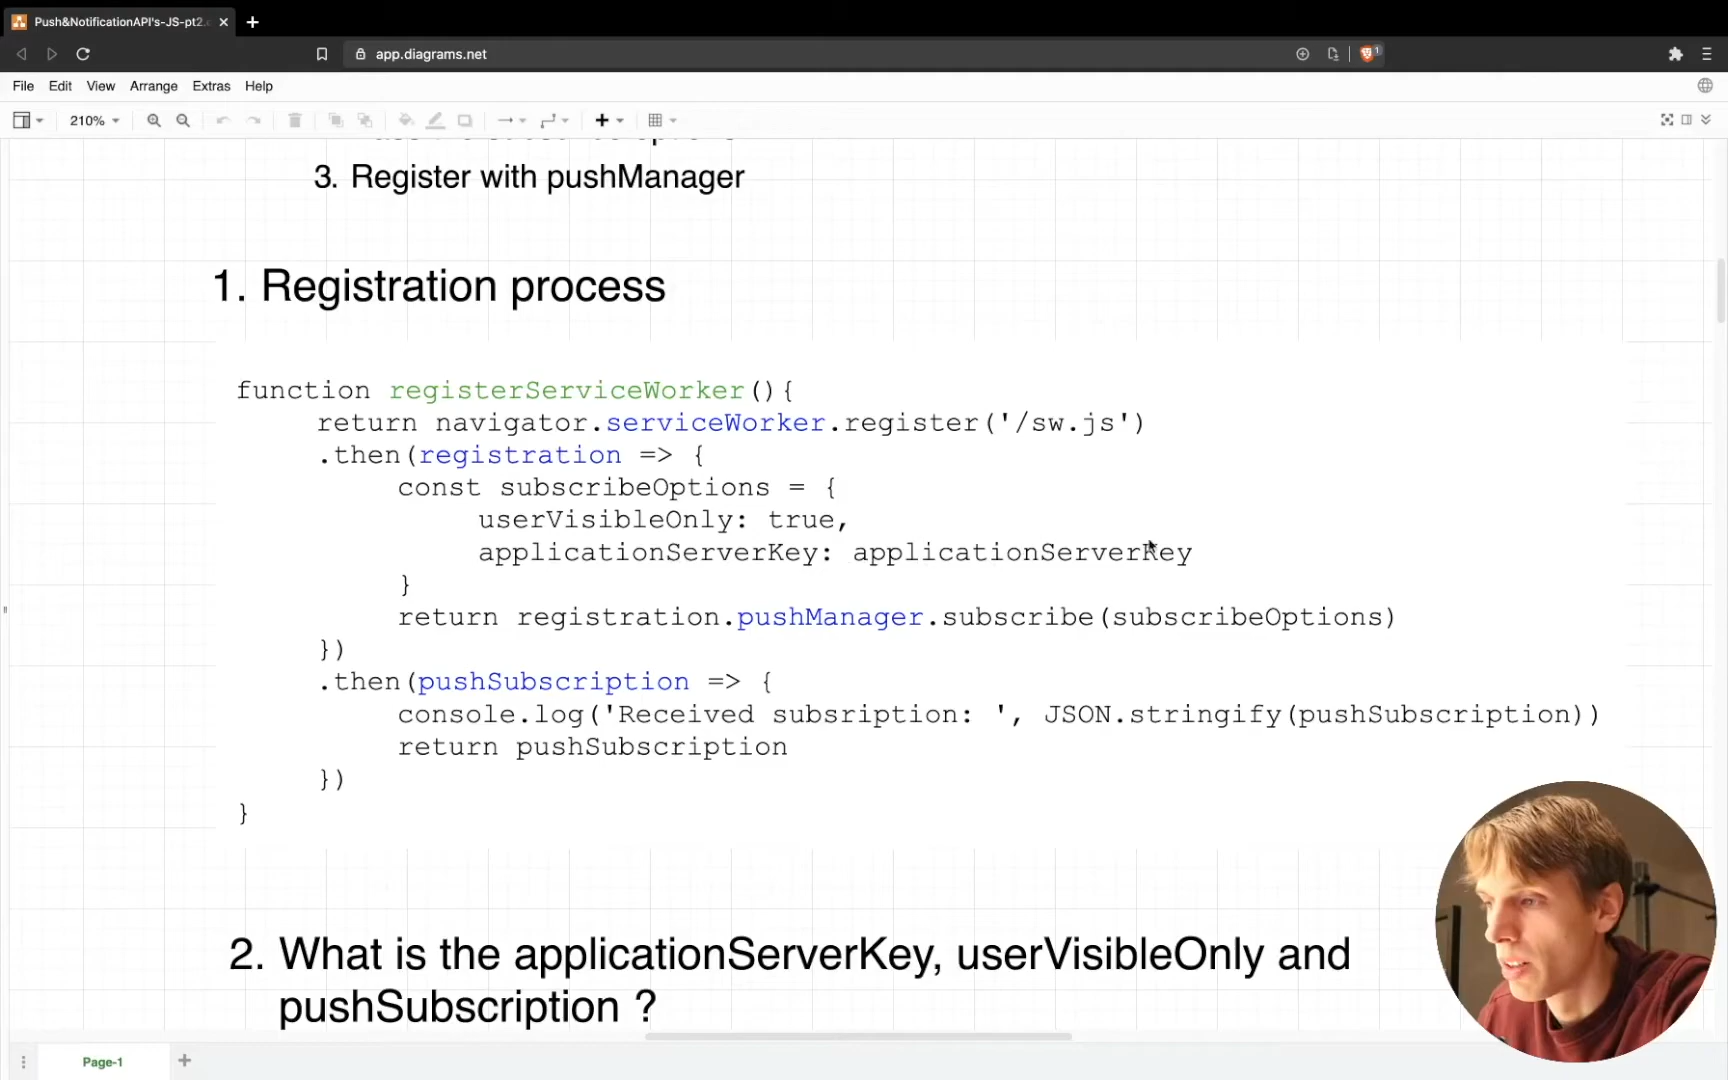 Push&NotificationAPI's-JS-pt2.
app.diagrams.net
1
File Edit View Arrange Extras Help
210%
3. Register with pushManager
1. Registration process
function registerServiceWorker(){
return navigator.serviceWorker.register('/sw.js')
.then(registration => {
const subscribeOptions = {
userVisibleOnly: true,
applicationServerKey: applicationServerKey
}
return registration.pushManager.subscribe(subscribeOptions)
})
.then(pushSubscription => {
console.log('Received subsription: ', JSON.stringify(pushSubscription))
return pushSubscription
})
}
2. What is the applicationServerKey, userVisibleOnly and
pushSubscription ?
Page-1